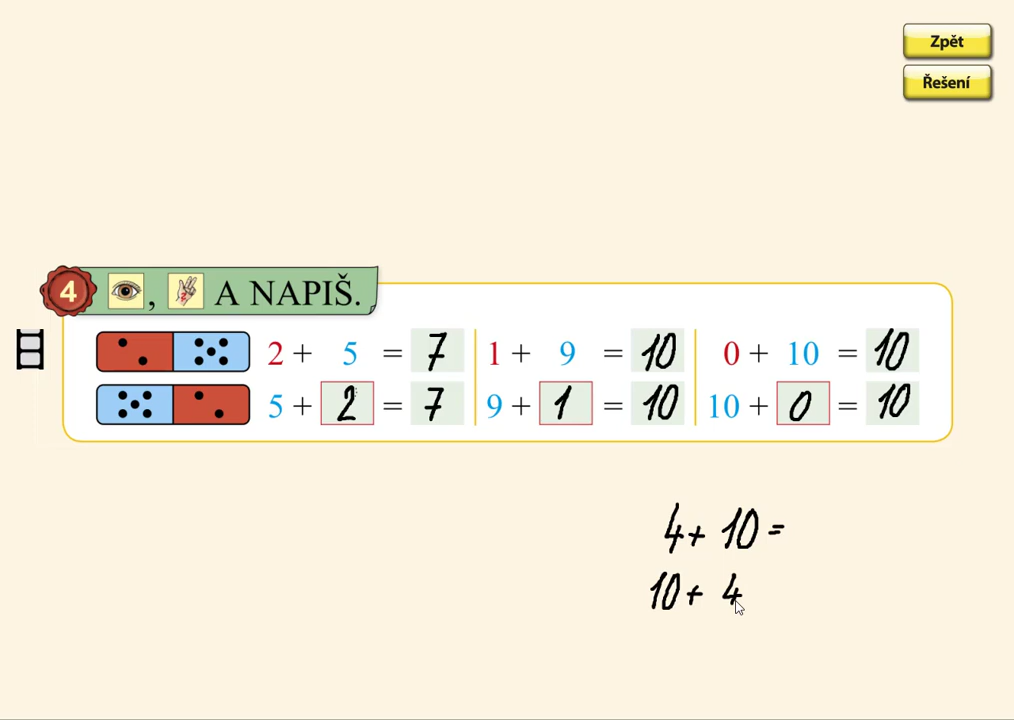 Zpět
Řešení
4 , A NAPIŠ.
2 + 5 = 7 1 + 9 = 10 0 + 10 = 10
5 + 2 = 7 9 + 1 = 10 10 + 0 = 10
4 + 10 =
10 + 4